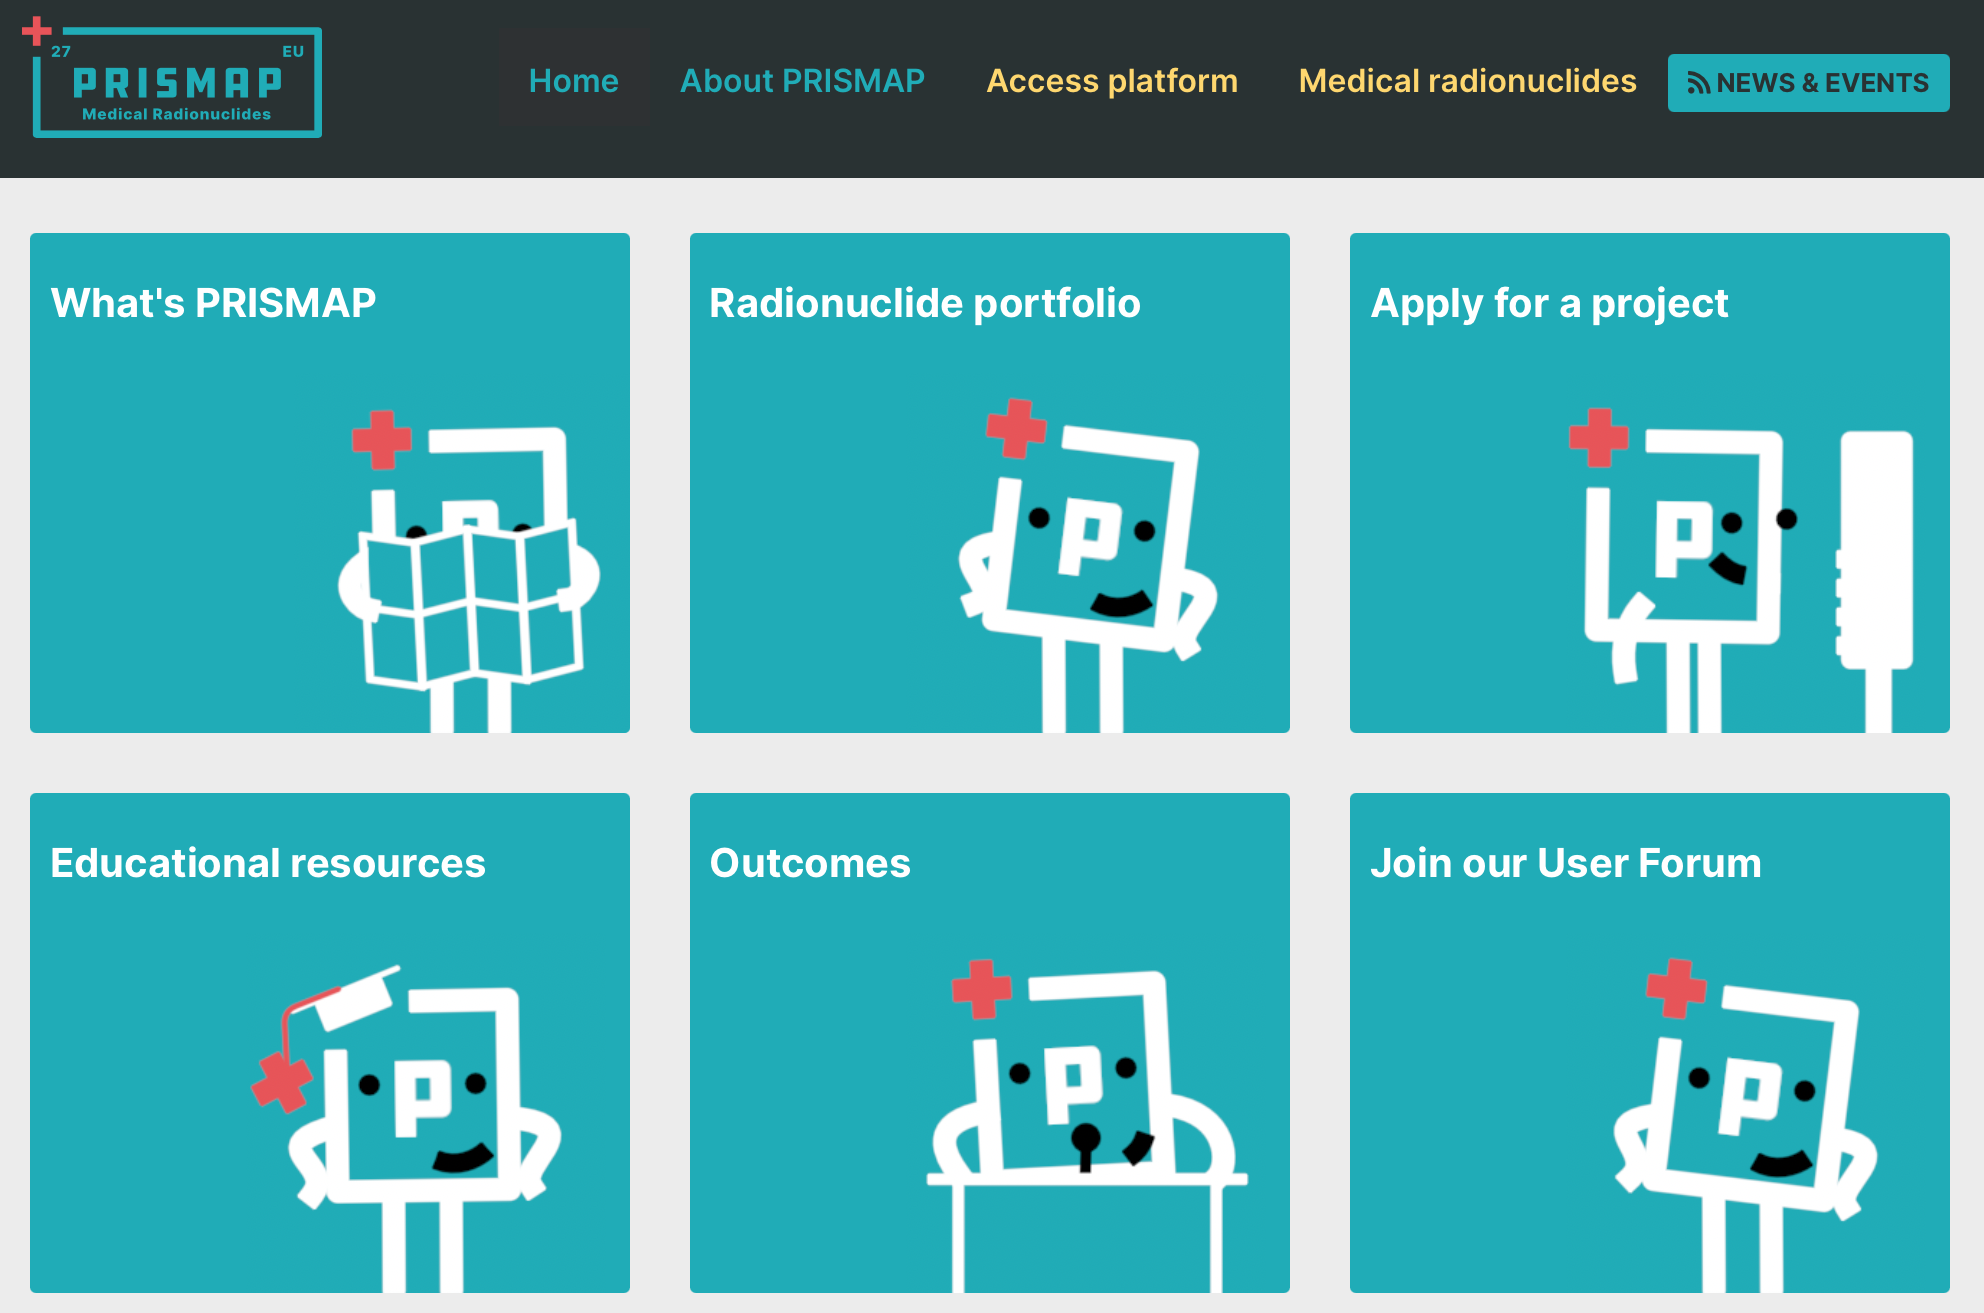 27 EU
PRISMAP
Medical Radionuclides
Home About PRISMAP Access platform Medical radionuclides NEWS & EVENTS
What's PRISMAP
Radionuclide portfolio
Apply for a project
P
P
P
Educational resources
Outcomes
Join our User Forum
P
P
P